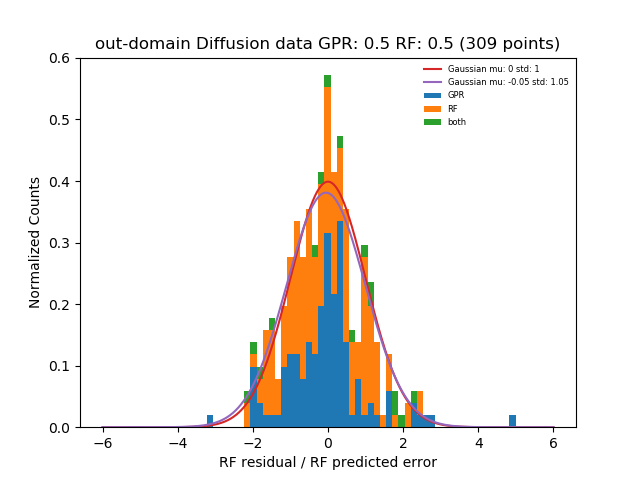 out-domain Diffusion data GPR: 0.5 RF: 0.5 (309 points)
Gaussian mu: 0 std: 1
Gaussian mu: -0.05 std: 1.05
GPR
RF
both
Normalized Counts
0.6
0.5
0.4
0.3
0.2
0.1
0.0
−6 −4 −2 0 2 4 6
RF residual / RF predicted error